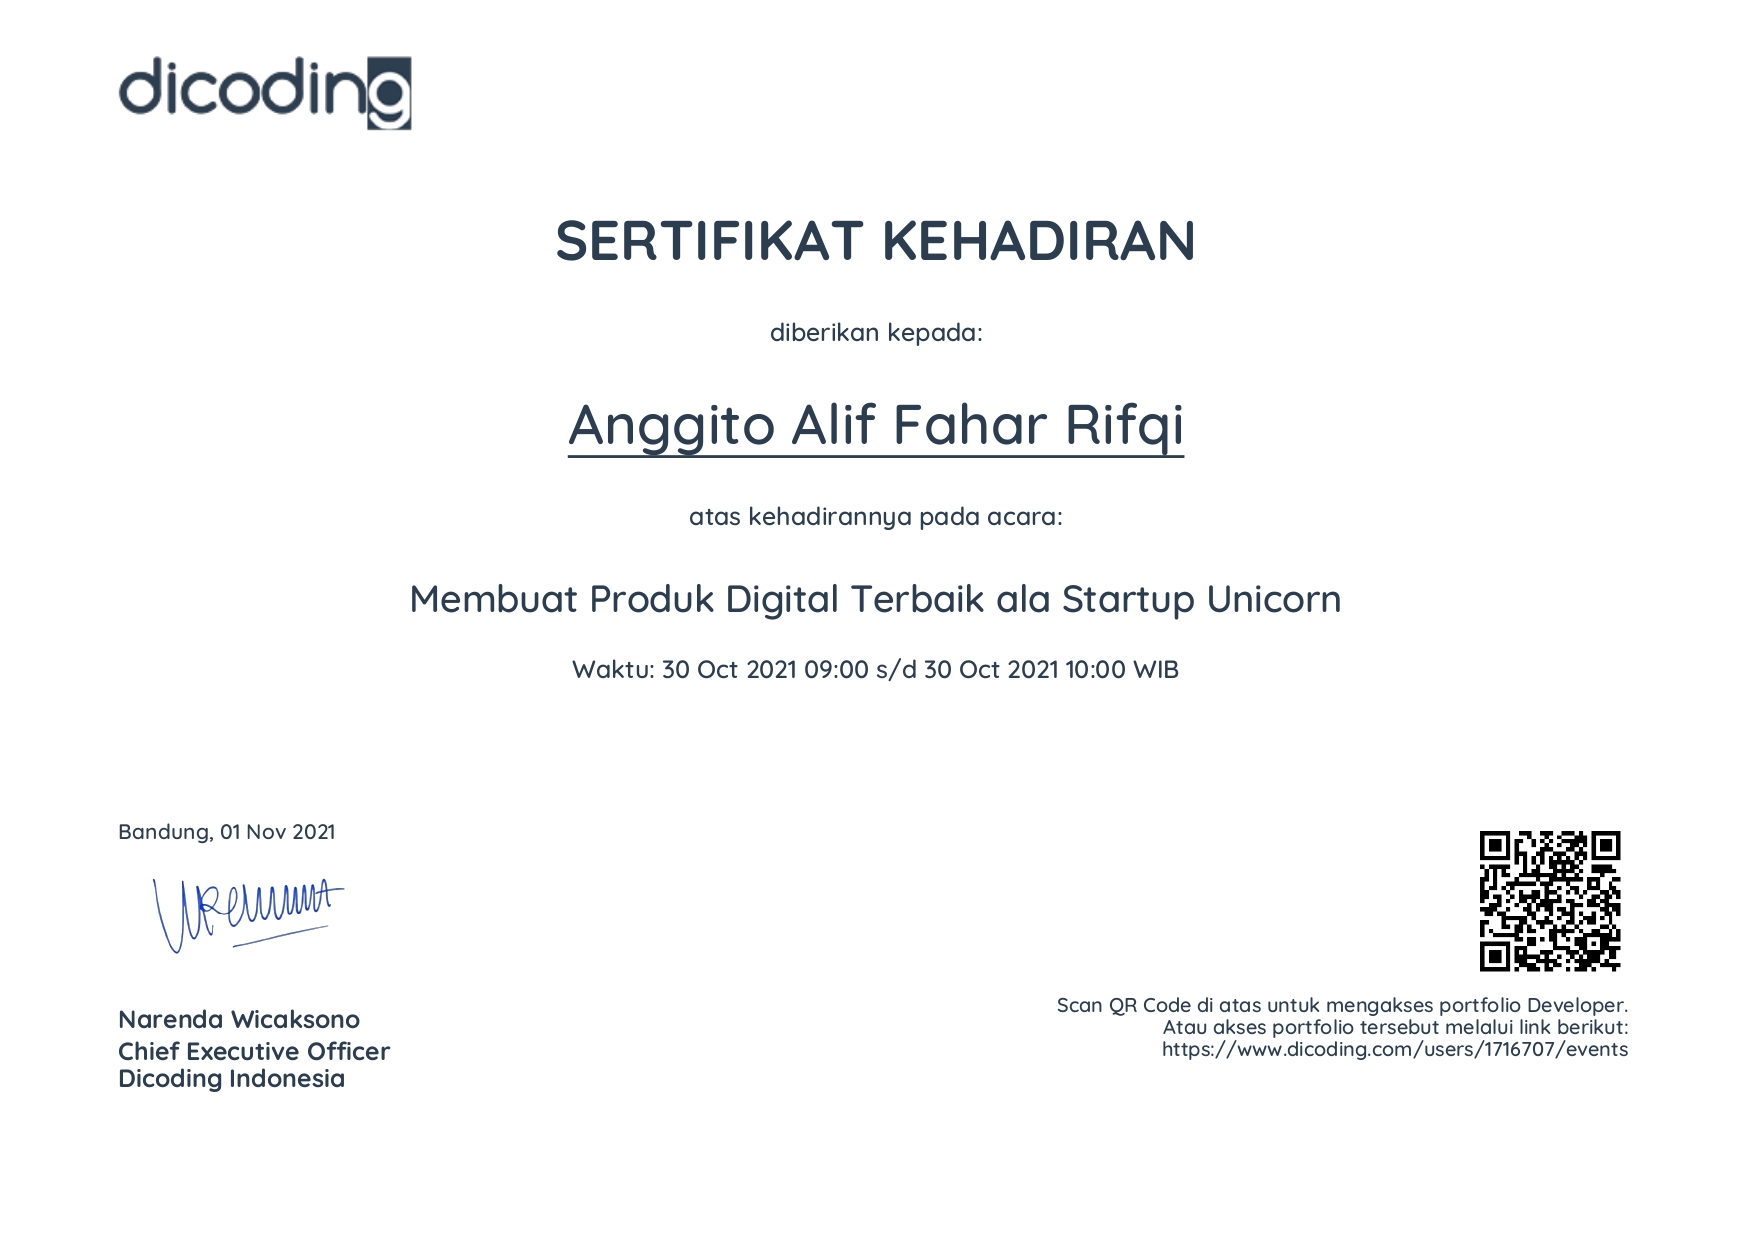 dicoding
SERTIFIKAT KEHADIRAN
diberikan kepada:
Anggito Alif Fahar Rifqi
atas kehadirannya pada acara:
Membuat Produk Digital Terbaik ala Startup Unicorn
Waktu: 30 Oct 2021 09:00 s/d 30 Oct 2021 10:00 WIB
Bandung, 01 Nov 2021
Narenda Wicaksono
Chief Executive Officer
Dicoding Indonesia
Scan QR Code di atas untuk mengakses portfolio Developer.
Atau akses portfolio tersebut melalui link berikut:
https://www.dicoding.com/users/1716707/events